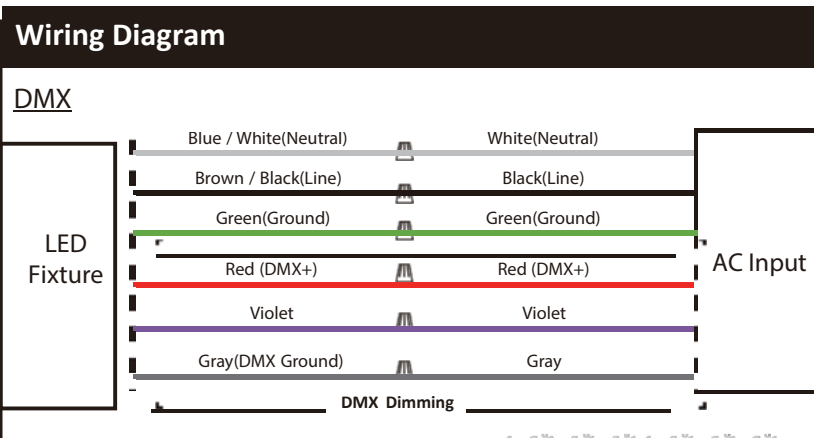 Wiring Diagram
DMX
Blue / White(Neutral) White(Neutral)
Brown / Black(Line) Black(Line)
Green(Ground) Green(Ground)
LED
Fixture
AC Input
Red (DMX+) Red (DMX+)
Violet Violet
Gray(DMX Ground) Gray
DMX Dimming